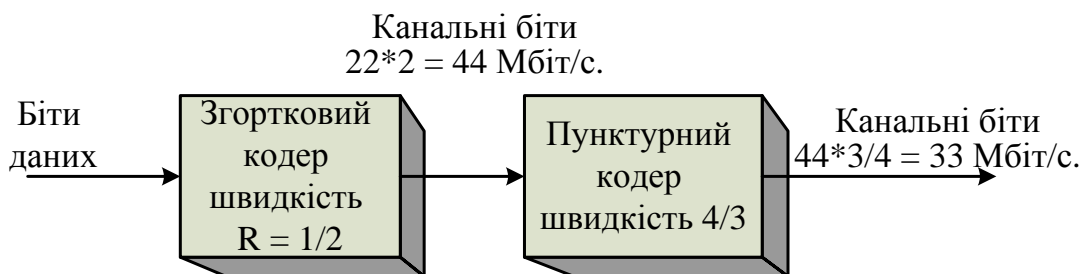 Канальні біти
22*2 = 44 Мбіт/с.
Біти
даних
Згортковий
кодер
швидкість
R = 1/2
Пунктурний
кодер
швидкість 4/3
Канальні біти
44*3/4 = 33 Мбіт/с.